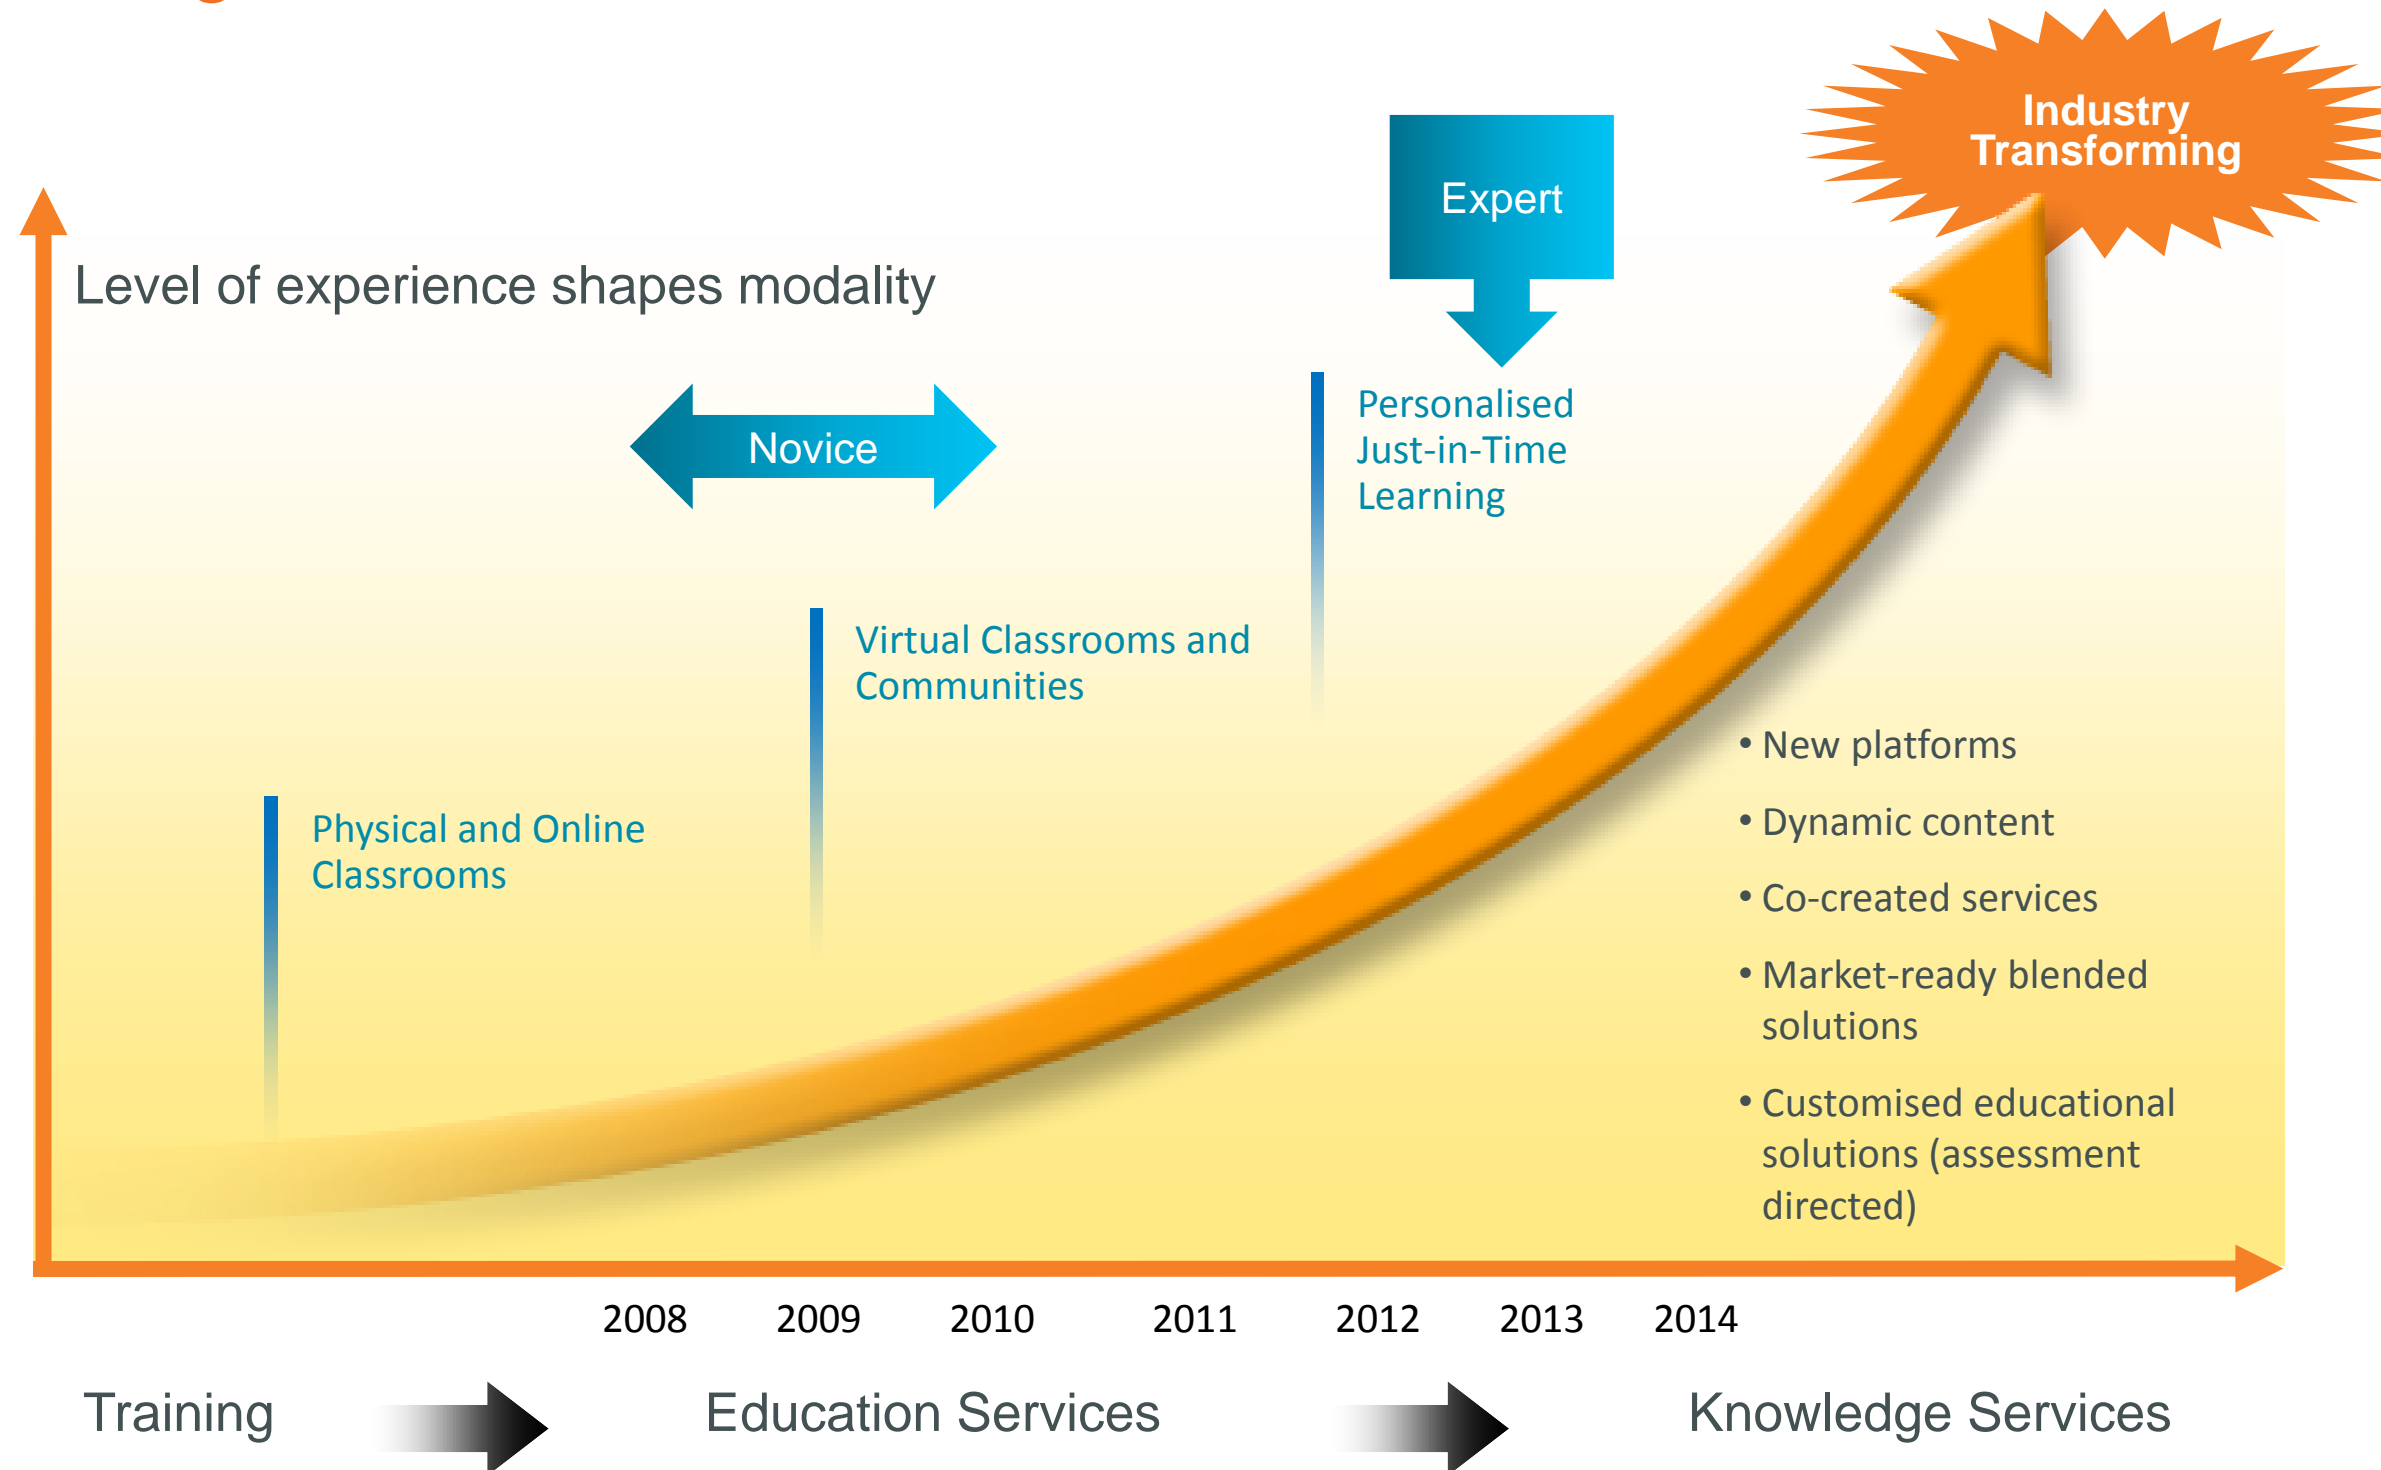 Industry
Transforming
Expert
Level of experience shapes modality
Novice
Personalised
Just-in-Time
Learning
Virtual Classrooms and
Communities
Physical and Online
Classrooms
• New platforms
• Dynamic content
• Co-created services
• Market-ready blended
solutions
• Customised educational
solutions (assessment
directed)
2008 2009 2010 2011 2012 2013 2014
Training Education Services Knowledge Services